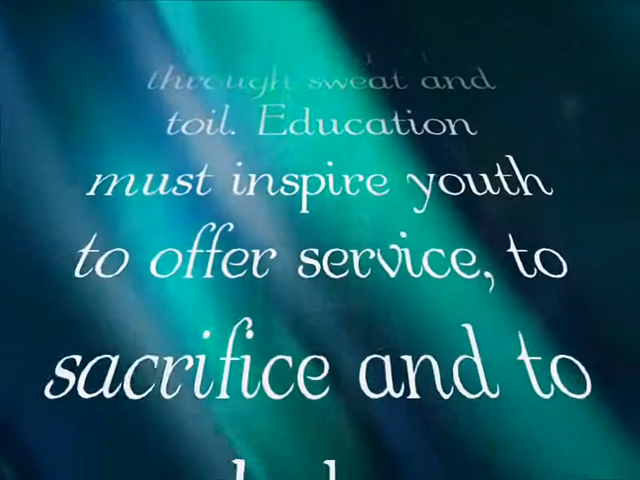 through sweat and
toil. Education
must inspire youth
to offer service, to
sacrifice and to